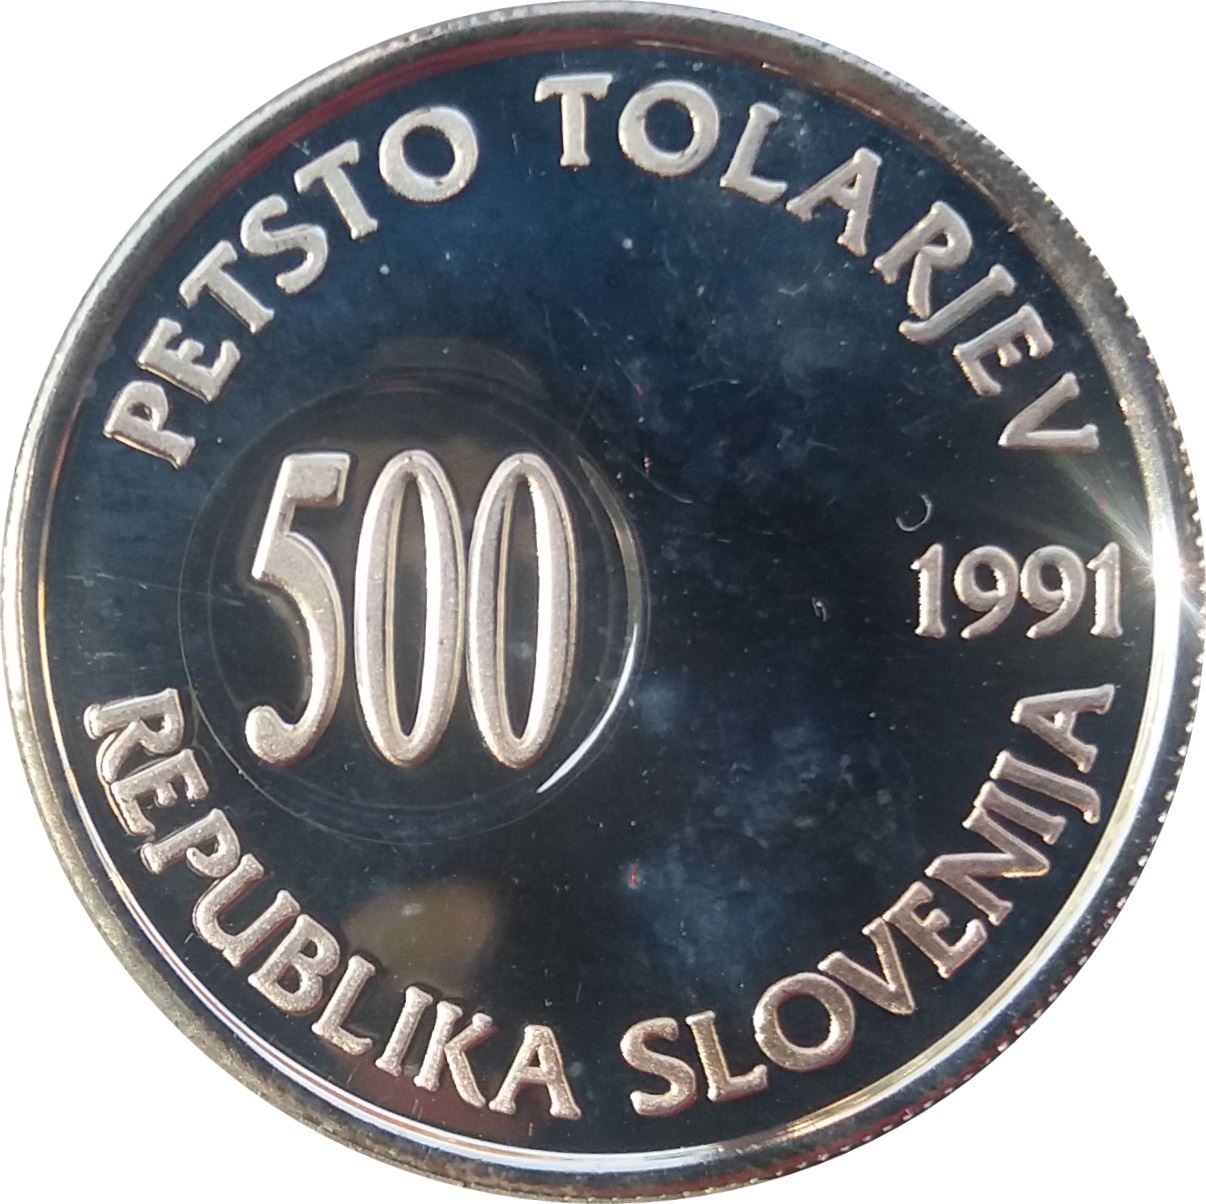 PETSTO TOLARJEV
500
1991
REPUBLIKA SLOVENIJA